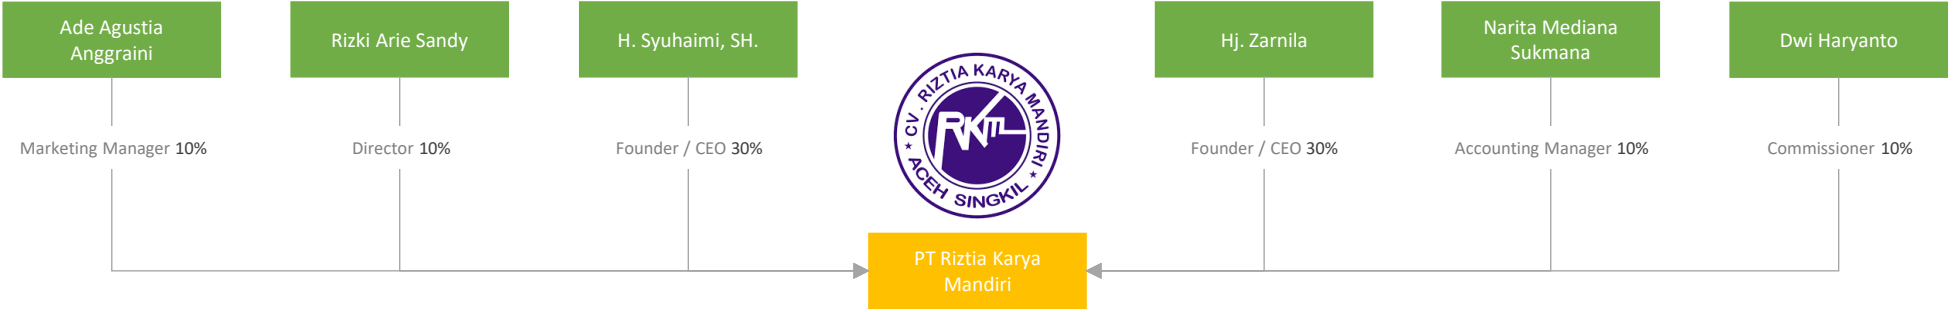 Ade Agustia
Anggraini
Rizki Arie Sandy
H. Syuhaimi, SH.
Hj. Zarnila
Narita Mediana
Sukmana
Dwi Haryanto
CV. RIZTIA KARYA MANDIRI
RKM
ACEH SINGKIL
Marketing Manager 10%
Director 10%
Founder / CEO 30%
Founder / CEO 30%
Accounting Manager 10%
Commissioner 10%
PT Riztia Karya
Mandiri